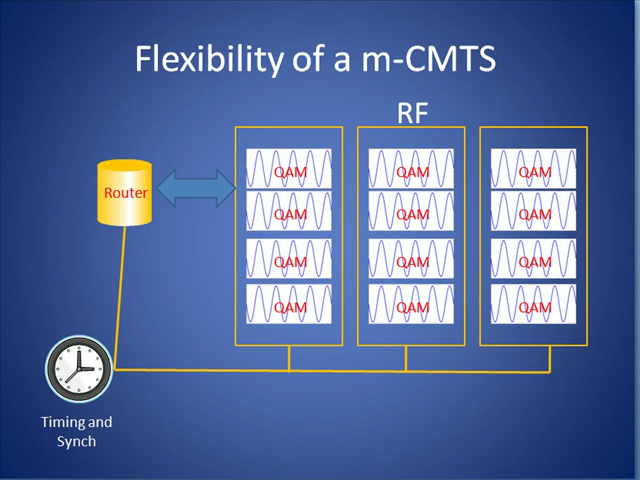 Flexibility of a m-CMTS
RF
Router
QAM QAM QAM
QAM QAM QAM
QAM QAM QAM
QAM QAM QAM
Timing and
Synch